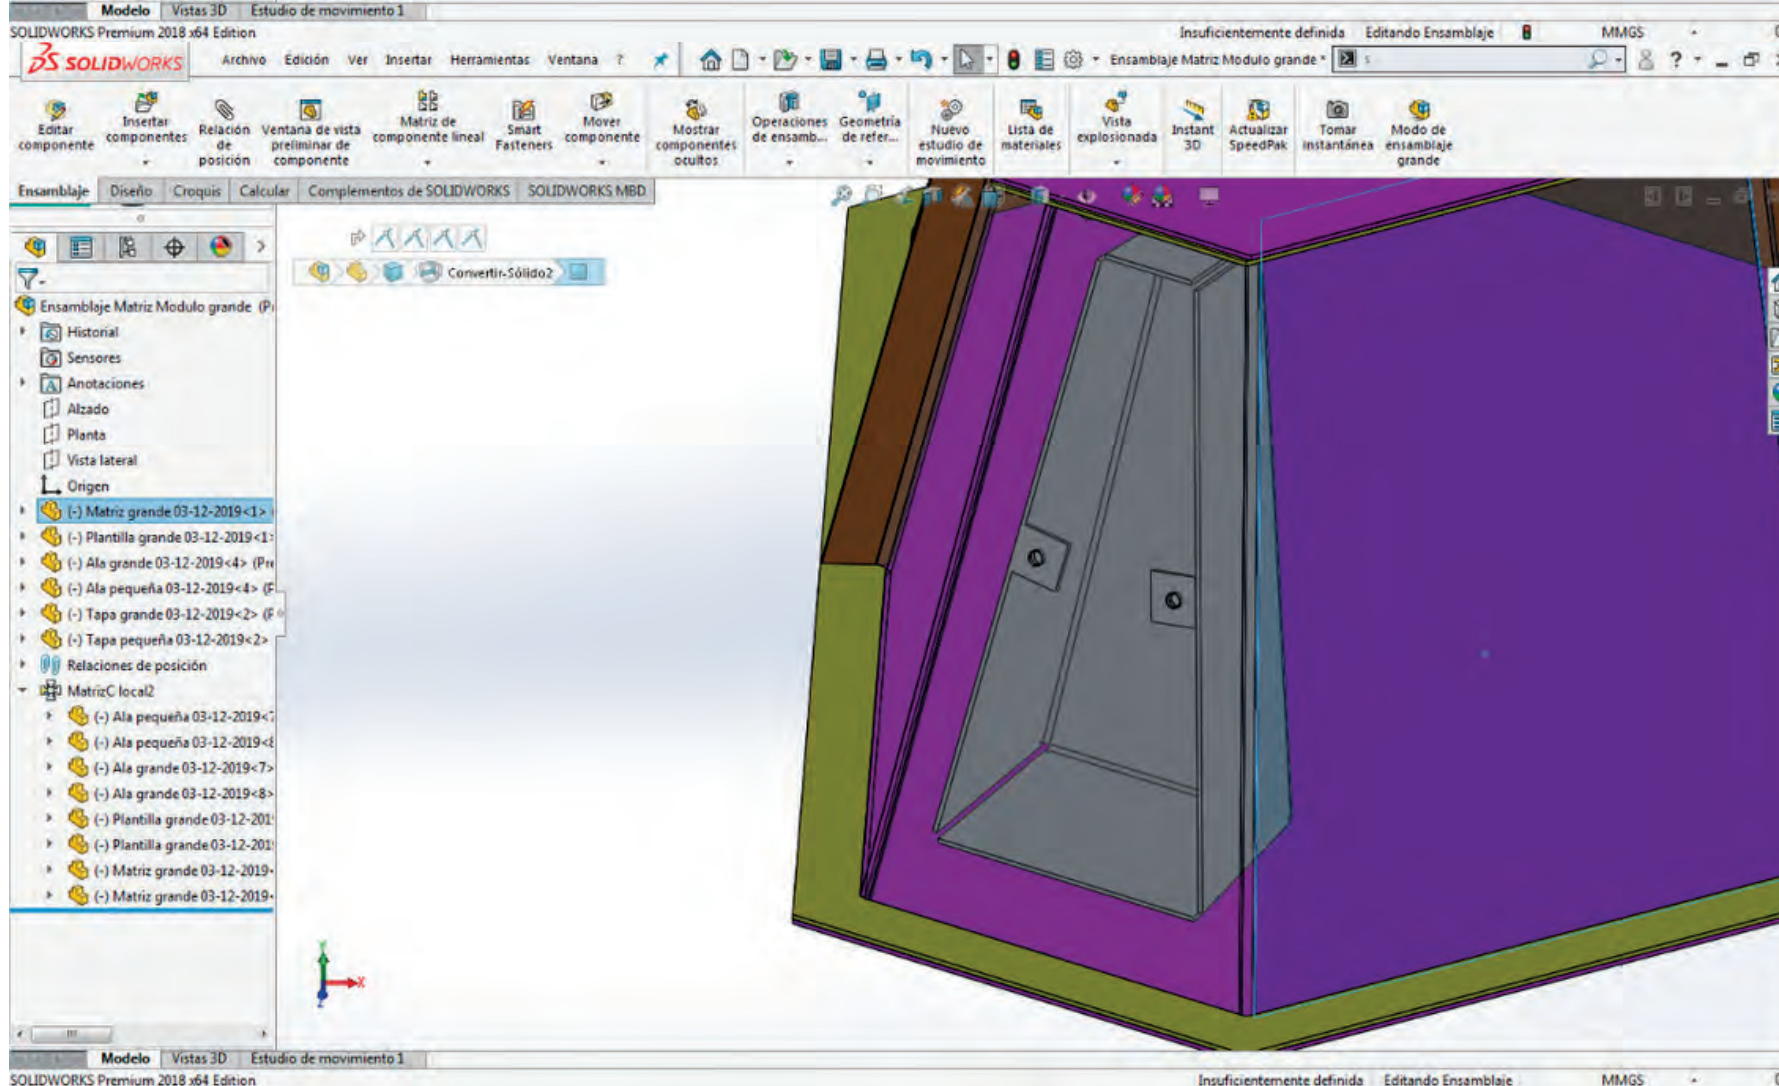 Modelo Vistas 3D Estudio de movimiento 1
SOLIDWORKS Premium 2018 x64 Edition Insuficientemente definida Editando Ensamblaje MMGS
SOLIDWORKS Archivo Edición Ver Insertar Herramientas Ventana ? Ensamblaje Matriz Modulo grande * s ?
Editar componente
Insertar componentes
Relación de posición
Ventana de vista preliminar de componente
Matriz de componente lineal
Smart Fasteners
Mover componente
Mostrar componentes ocultos
Operaciones de ensamb...
Geometría de refer...
Nuevo estudio de movimiento
Lista de materiales
Vista explosionada
Instant 3D
Actualizar SpeedPak
Tomar instantánea
Modo de ensamblaje grande
Ensamblaje Diseño Croquis Calcular Complementos de SOLIDWORKS SOLIDWORKS MBD
Convertir-Sólido2
Ensamblaje Matriz Modulo grande (P
Historial
Sensores
Anotaciones
Alzado
Planta
Vista lateral
Origen
(-) Matriz grande 03-12-2019<1> (
(-) Plantilla grande 03-12-2019<1>
(-) Ala grande 03-12-2019<4> (Pre
(-) Ala pequeña 03-12-2019<4> (F
(-) Tapa grande 03-12-2019<2> (F
(-) Tapa pequeña 03-12-2019<2>
Relaciones de posición
MatrizC local2
(-) Ala pequeña 03-12-2019<7
(-) Ala pequeña 03-12-2019<8
(-) Ala grande 03-12-2019<7>
(-) Ala grande 03-12-2019<8>
(-) Plantilla grande 03-12-201
(-) Plantilla grande 03-12-201
(-) Matriz grande 03-12-2019
(-) Matriz grande 03-12-2019
Y
X
Z
Modelo Vistas 3D Estudio de movimiento 1
SOLIDWORKS Premium 2018 x64 Edition Insuficientemente definida Editando Ensamblaje MMGS